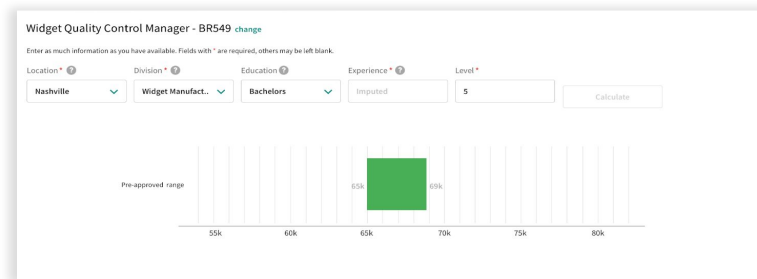 Widget Quality Control Manager - BR549 change
Enter as much information as you have available. Fields with * are required, others may be left blank.
Location * ? Division * ? Education ? Experience * ? Level *
Nashville Widget Manufact.. Bachelors Imputed 5 Calculate
Pre-approved range 65k 69k
55k 60k 65k 70k 75k 80k